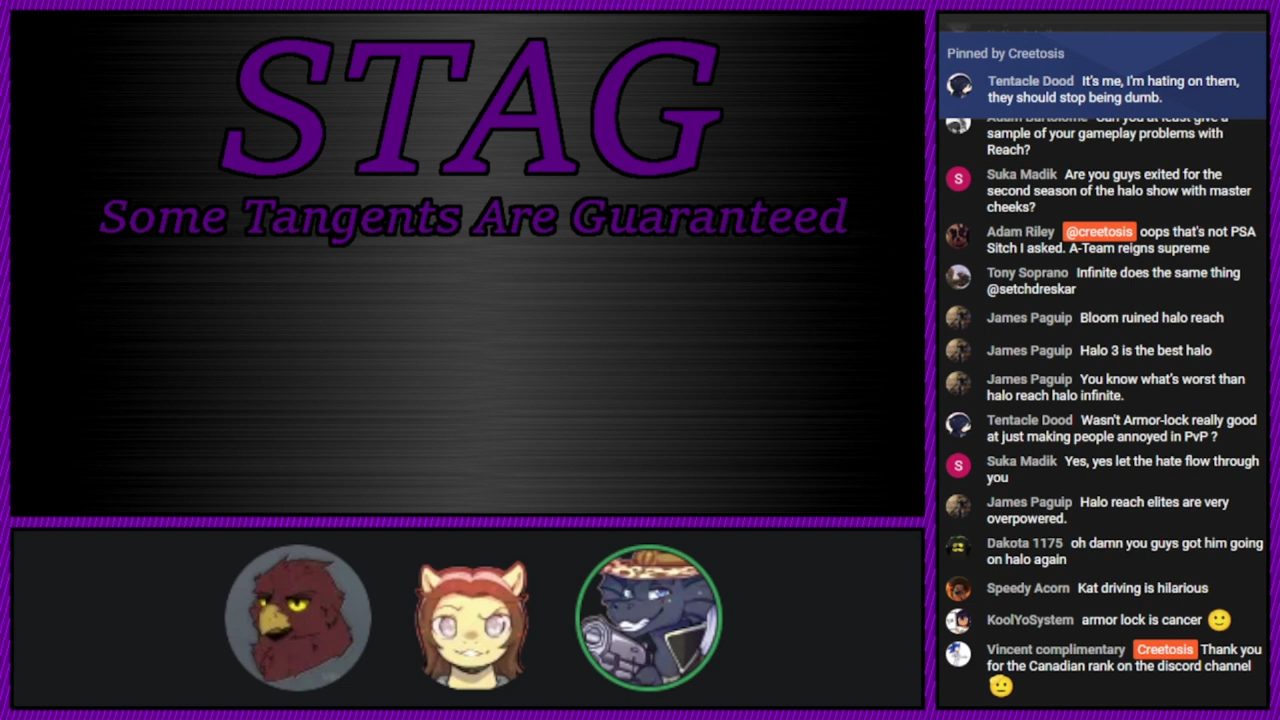 STAG
Some Tangents Are Guaranteed
Pinned by Creetosis
Tentacle Dood It's me, I'm hating on them,
they should stop being dumb.
Adam Bartolome Can you at least give a
sample of your gameplay problems with
Reach?
S
Suka Madik Are you guys exited for the
second season of the halo show with master
cheeks?
Adam Riley @creetosis oops that's not PSA
Sitch I asked. A-Team reigns supreme
Tony Soprano Infinite does the same thing
@setchdreskar
James Paguip Bloom ruined halo reach
James Paguip Halo 3 is the best halo
James Paguip You know what's worst than
halo reach halo infinite.
Tentacle Dood Wasn't Armor-lock really good
at just making people annoyed in PvP ?
S
Suka Madik Yes, yes let the hate flow through
you
James Paguip Halo reach elites are very
overpowered.
Dakota 1175 oh damn you guys got him going
on halo again
Speedy Acorn Kat driving is hilarious
KoolYoSystem armor lock is cancer 🙂
Vincent complimentary Creetosis Thank you
for the Canadian rank on the discord channel
🫡